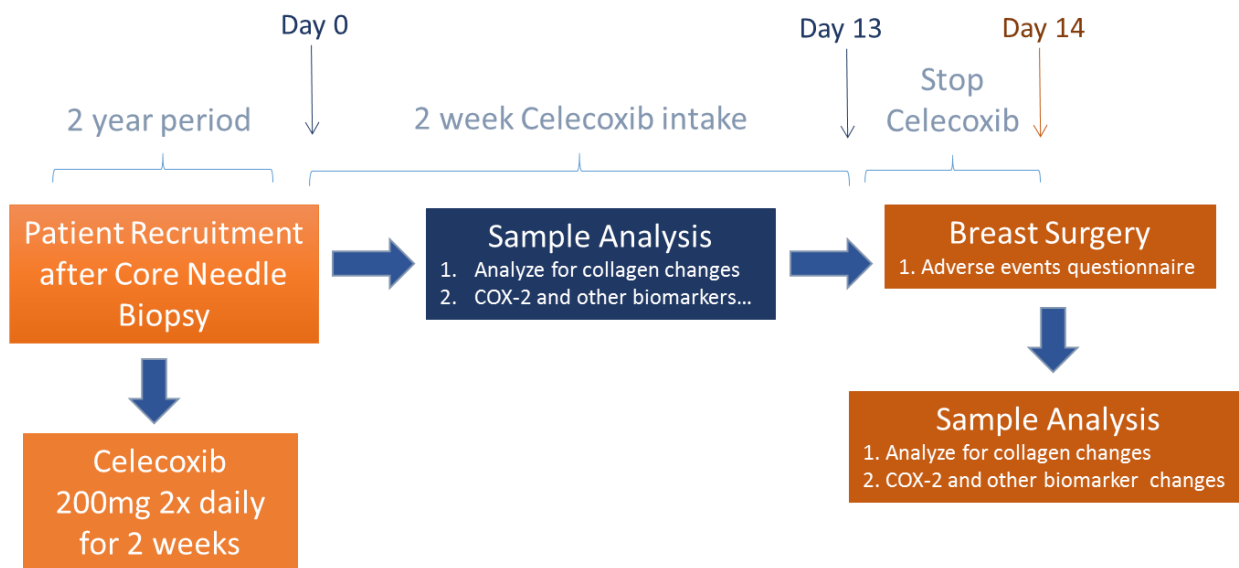 Day 0
Day 13
Day 14
2 year period
2 week Celecoxib intake
Stop
Celecoxib
Patient Recruitment
after Core Needle
Biopsy
Sample Analysis
1. Analyze for collagen changes
2. COX-2 and other biomarkers…
Breast Surgery
1. Adverse events questionnaire
Celecoxib
200mg 2x daily
for 2 weeks
Sample Analysis
1. Analyze for collagen changes
2. COX-2 and other biomarker changes